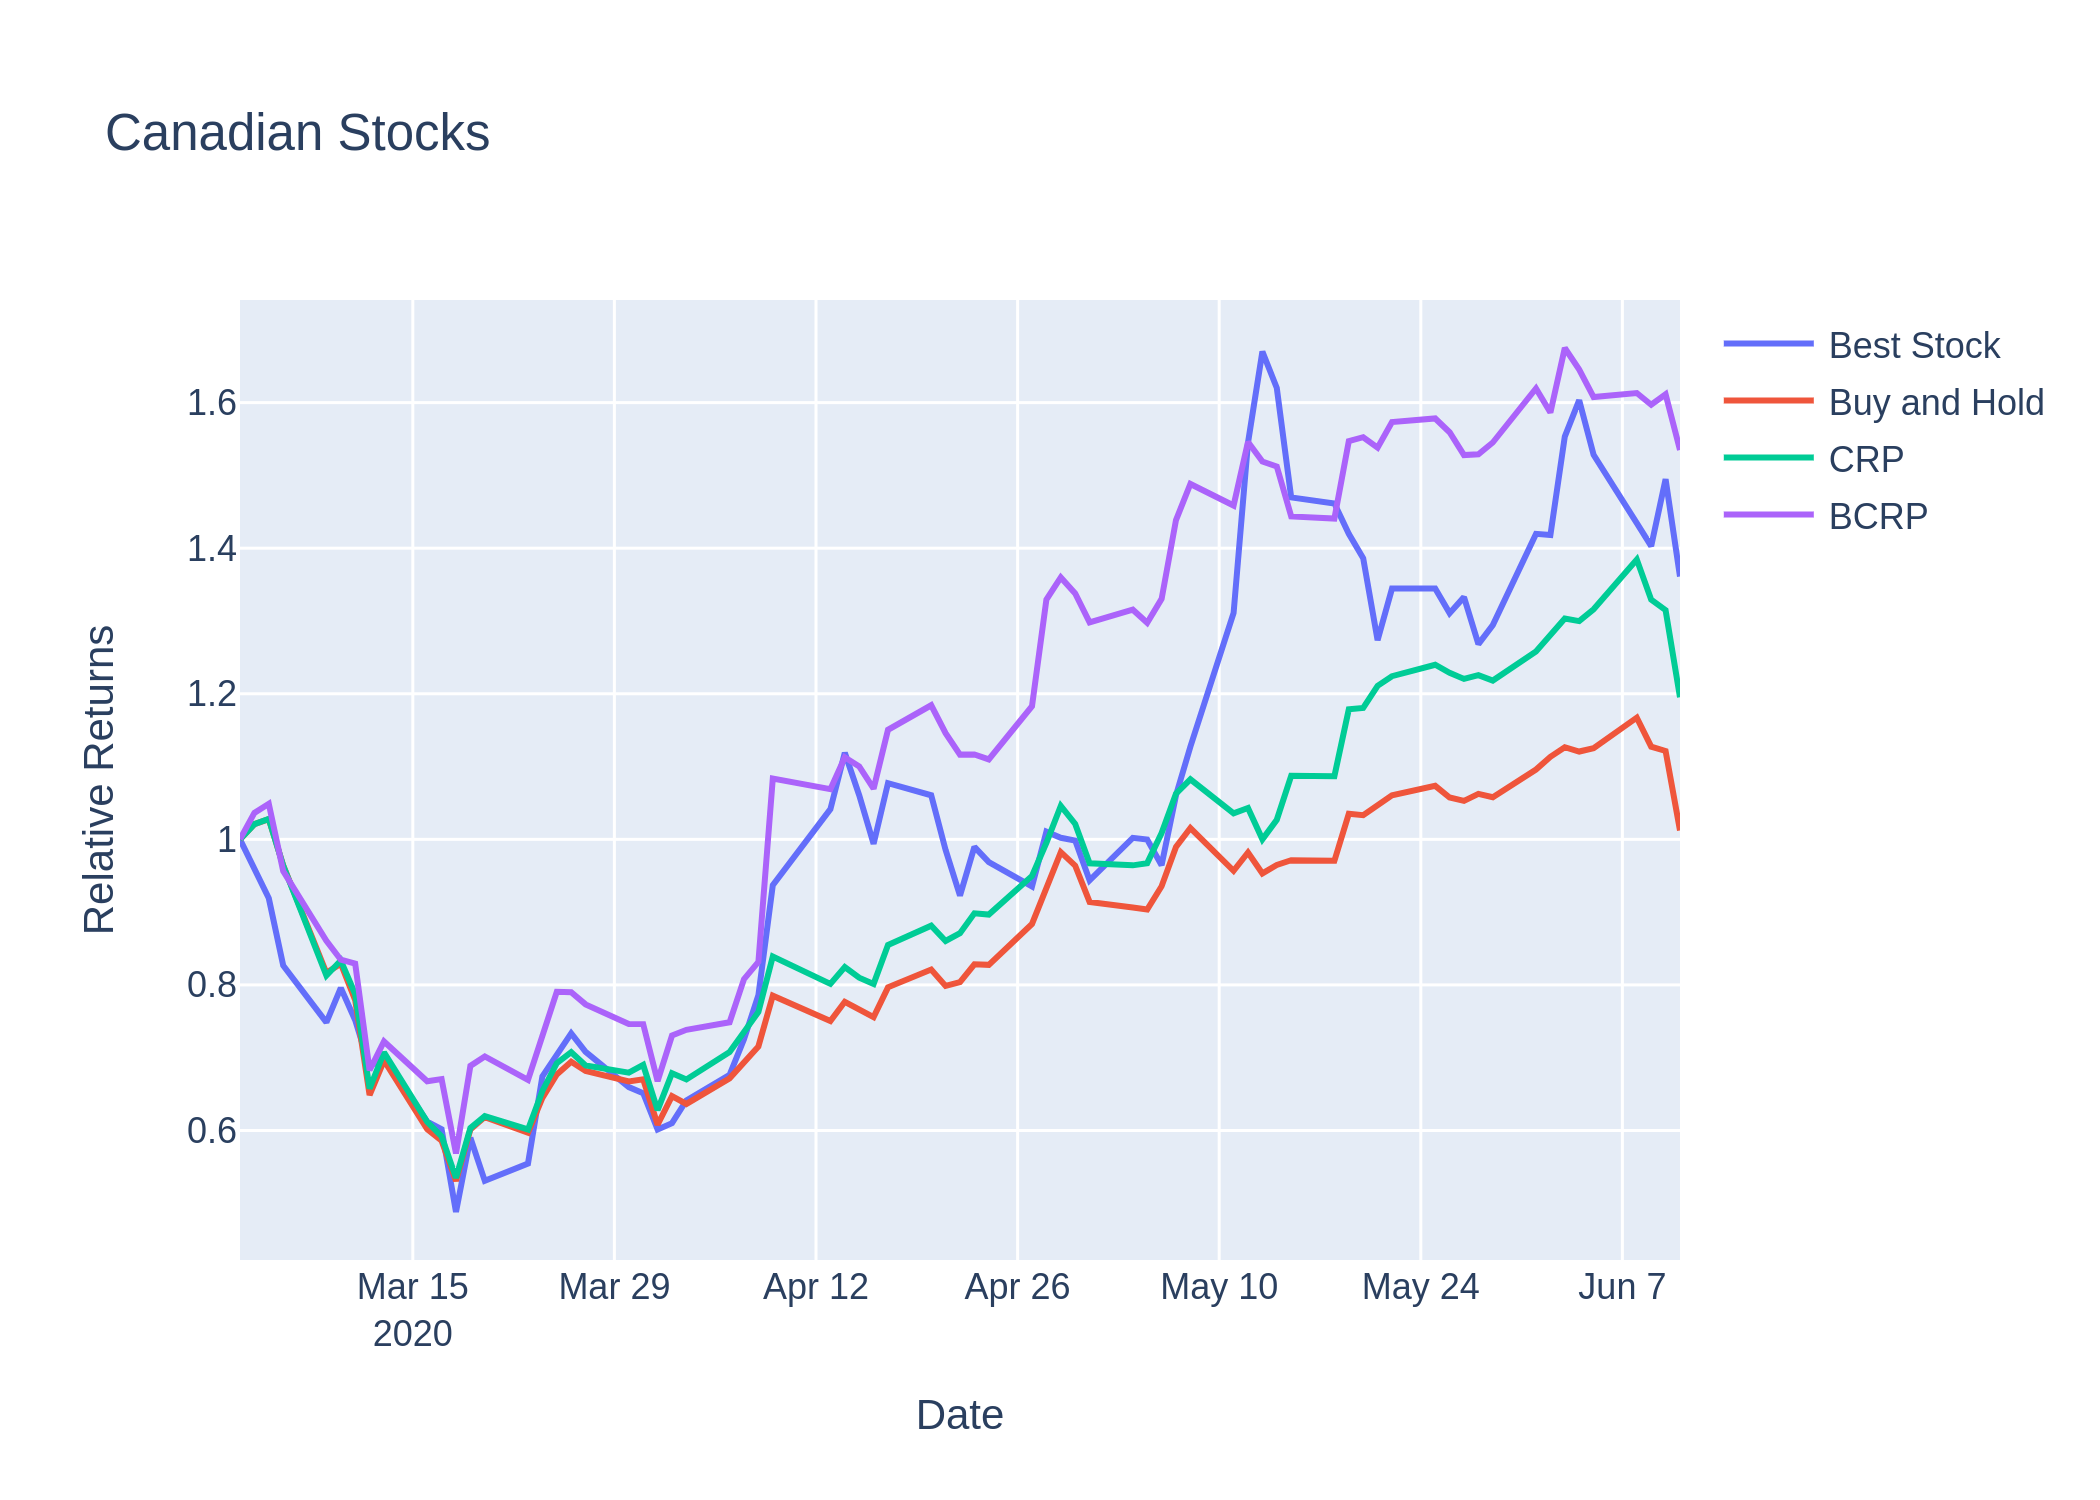 Canadian Stocks
Relative Returns
1.6
1.4
1.2
1
0.8
0.6
Mar 15
2020
Mar 29
Apr 12
Apr 26
May 10
May 24
Jun 7
Date
Best Stock
Buy and Hold
CRP
BCRP